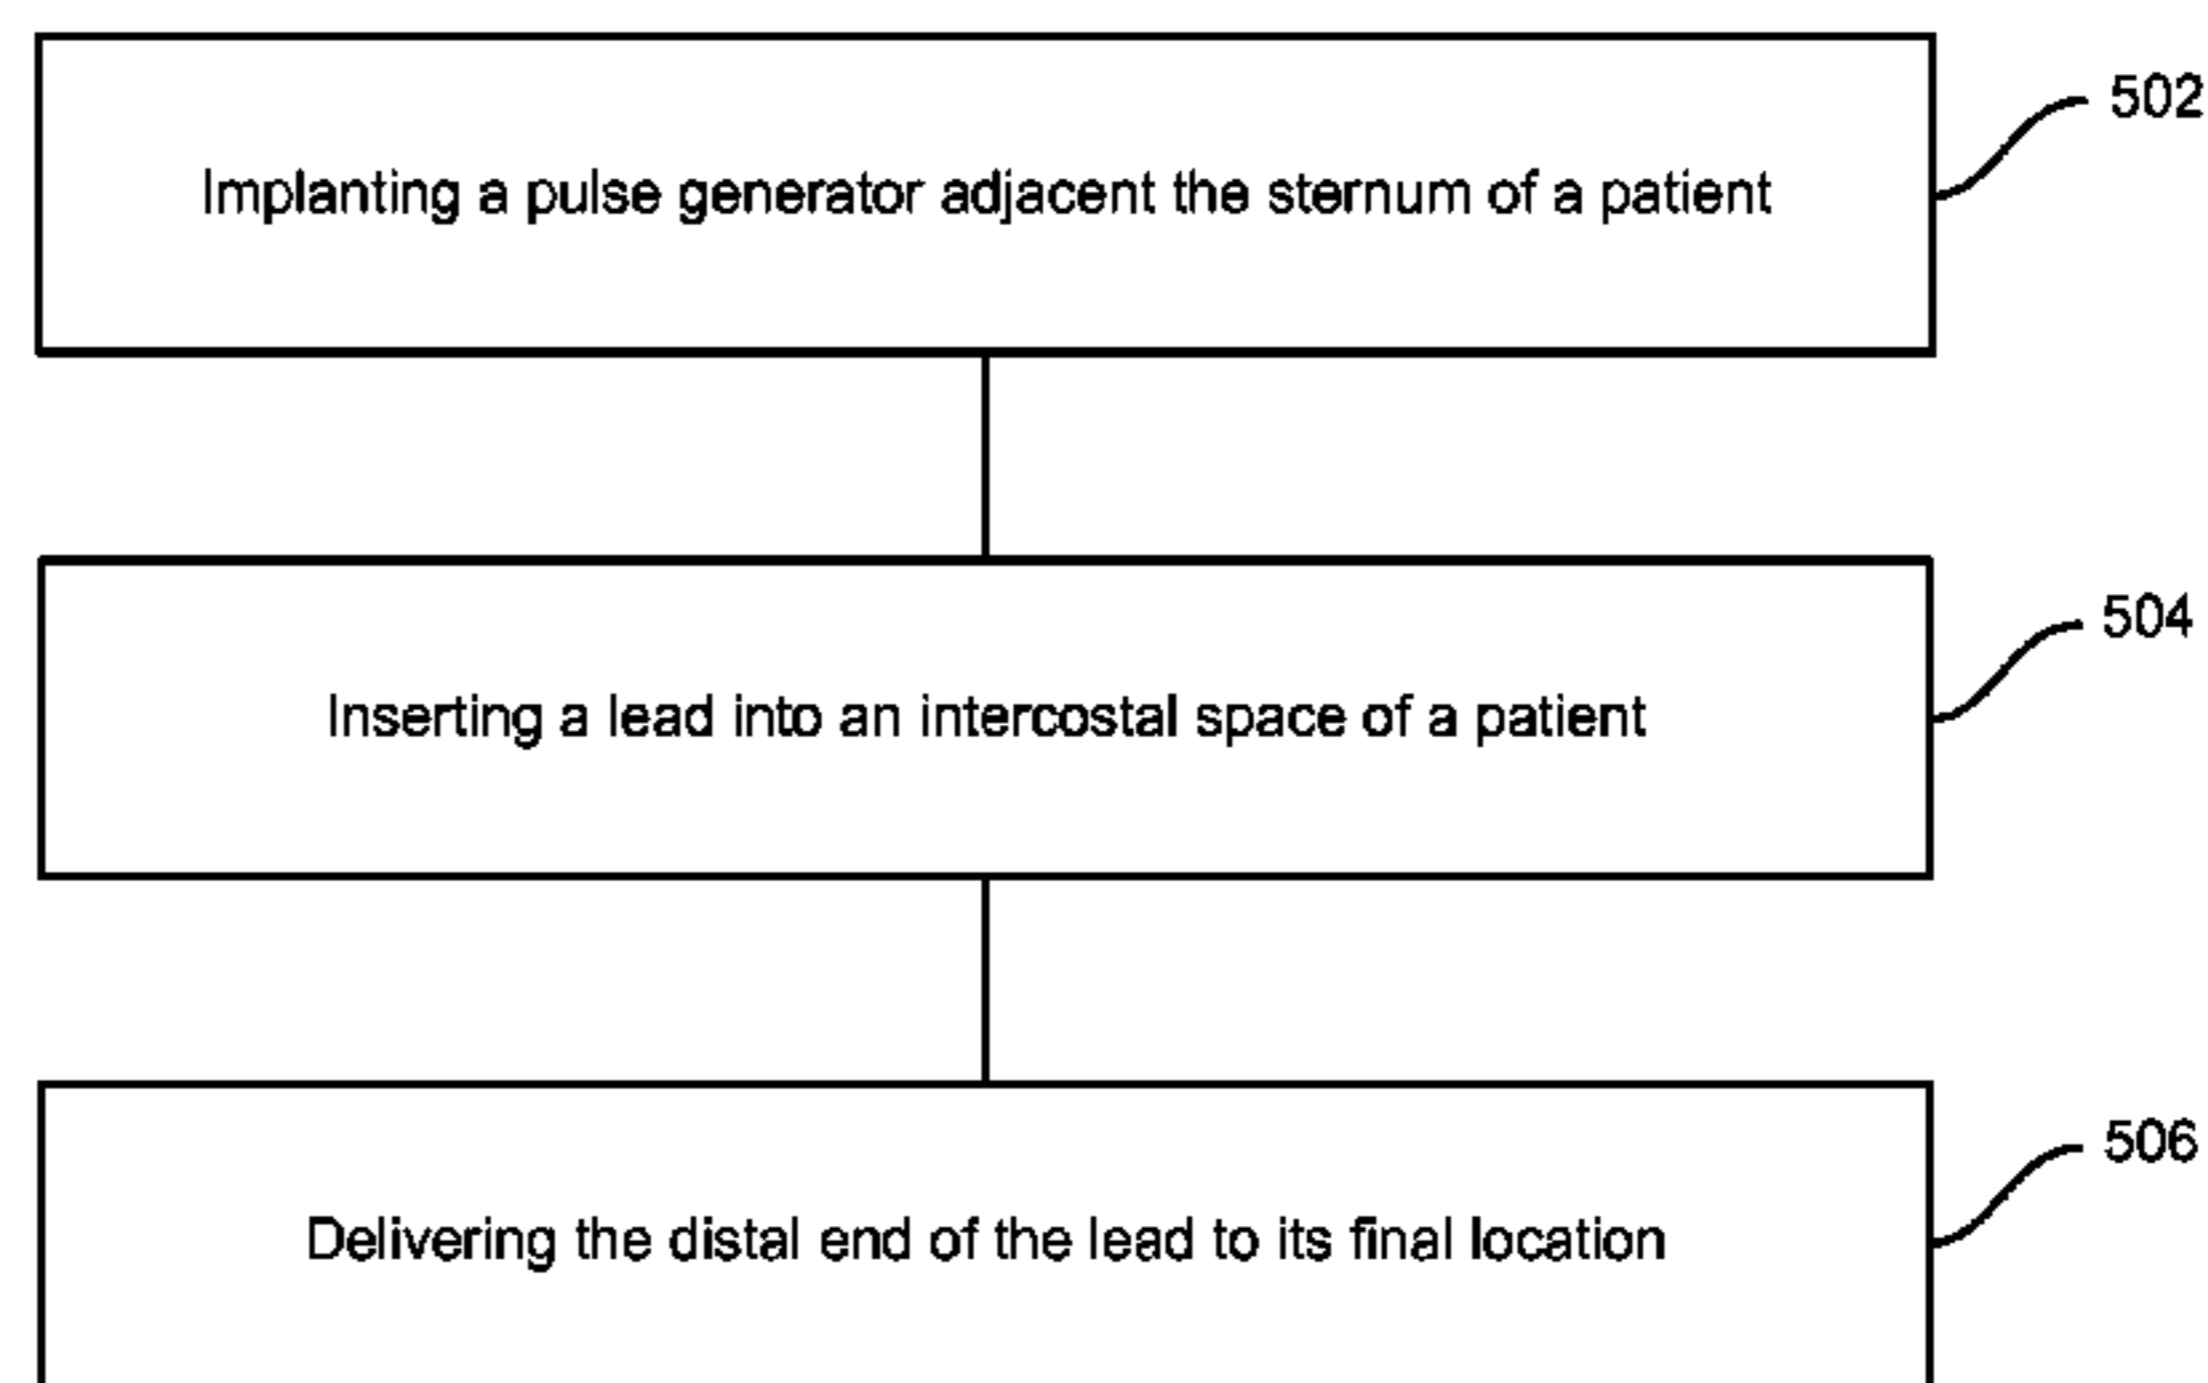 Implanting a pulse generator adjacent the sternum of a patient
502
Inserting a lead into an intercostal space of a patient
504
Delivering the distal end of the lead to its final location
506